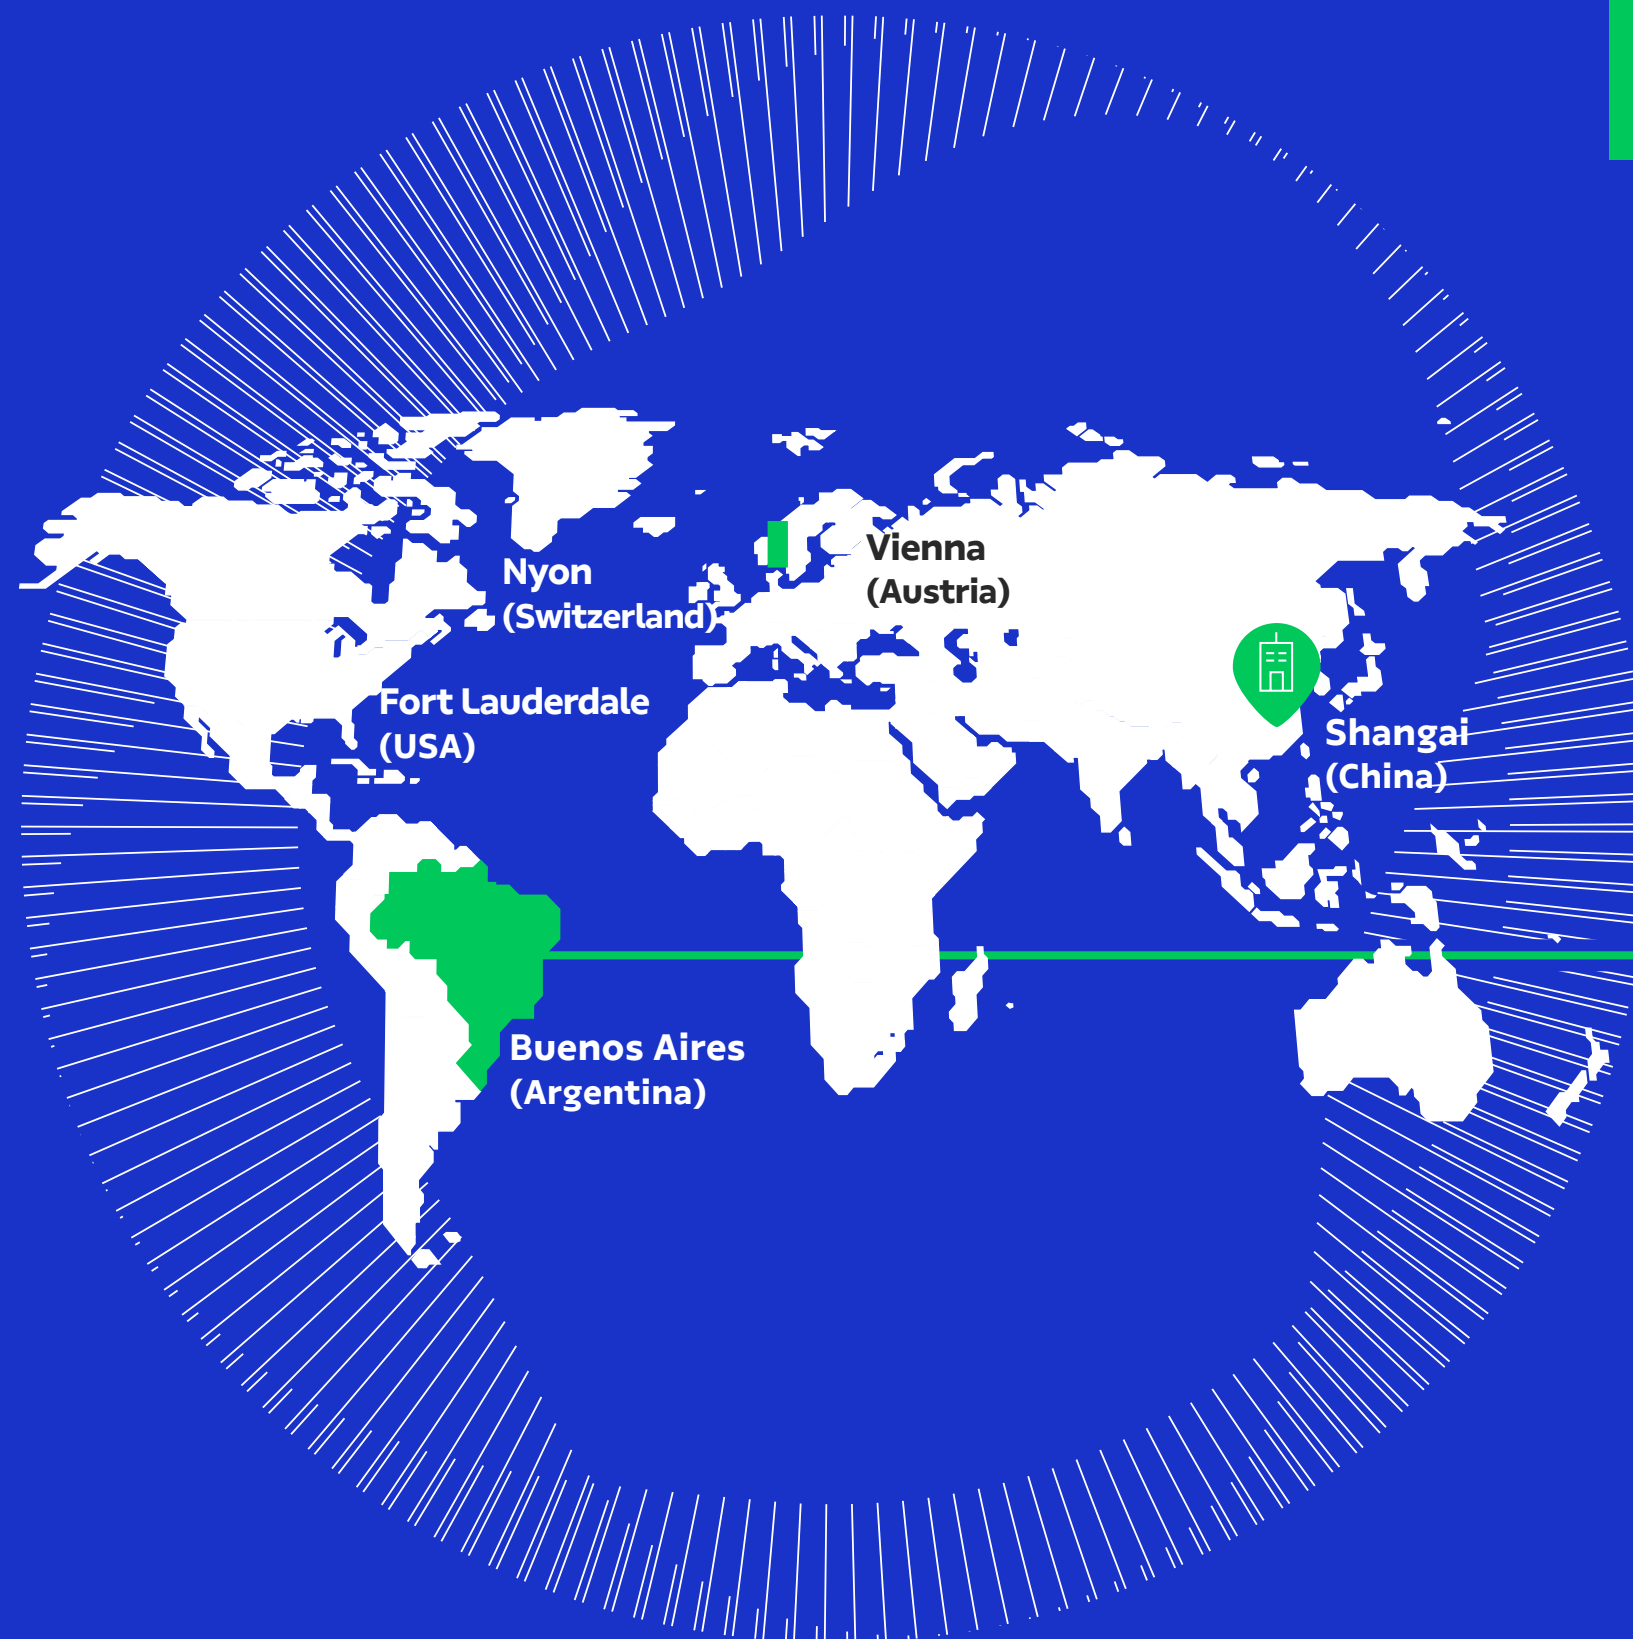 Vienna
(Austria)
Nyon
(Switzerland)
Fort Lauderdale
(USA)
Shangai
(China)
Buenos Aires
(Argentina)